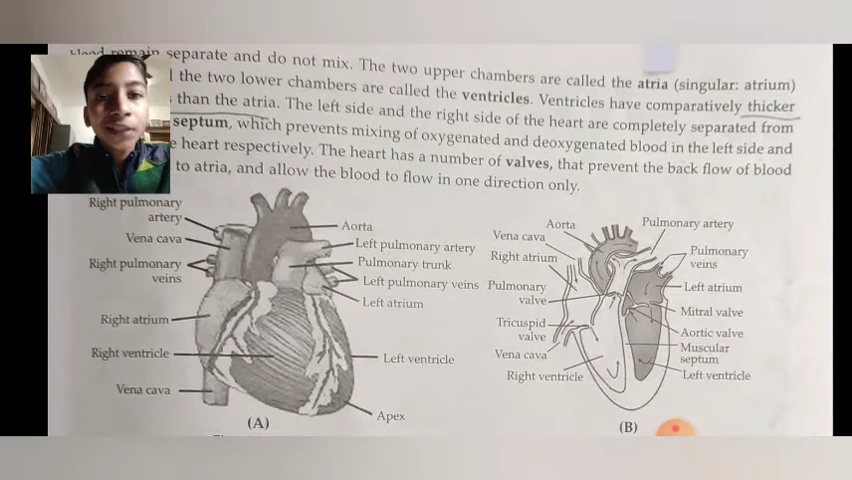 blood remain separate and do not mix. The two upper chambers are called the atria (singular: atrium)
the two lower chambers are called the ventricles. Ventricles have comparatively thicker
than the atria. The left side and the right side of the heart are completely separated from
septum, which prevents mixing of oxygenated and deoxygenated blood in the left side and
heart respectively. The heart has a number of valves, that prevent the back flow of blood
to atria, and allow the blood to flow in one direction only.
Right pulmonary
artery
Vena cava
Right pulmonary
veins
Right atrium
Right ventricle
Vena cava
Aorta
Left pulmonary artery
Pulmonary trunk
Left pulmonary veins
Left atrium
Left ventricle
Apex
(A)
Aorta
Vena cava
Right atrium
Pulmonary
valve
Tricuspid
valve
Vena cava
Right ventricle
Pulmonary artery
Pulmonary
veins
Left atrium
Mitral valve
Aortic valve
Muscular
septum
Left ventricle
(B)